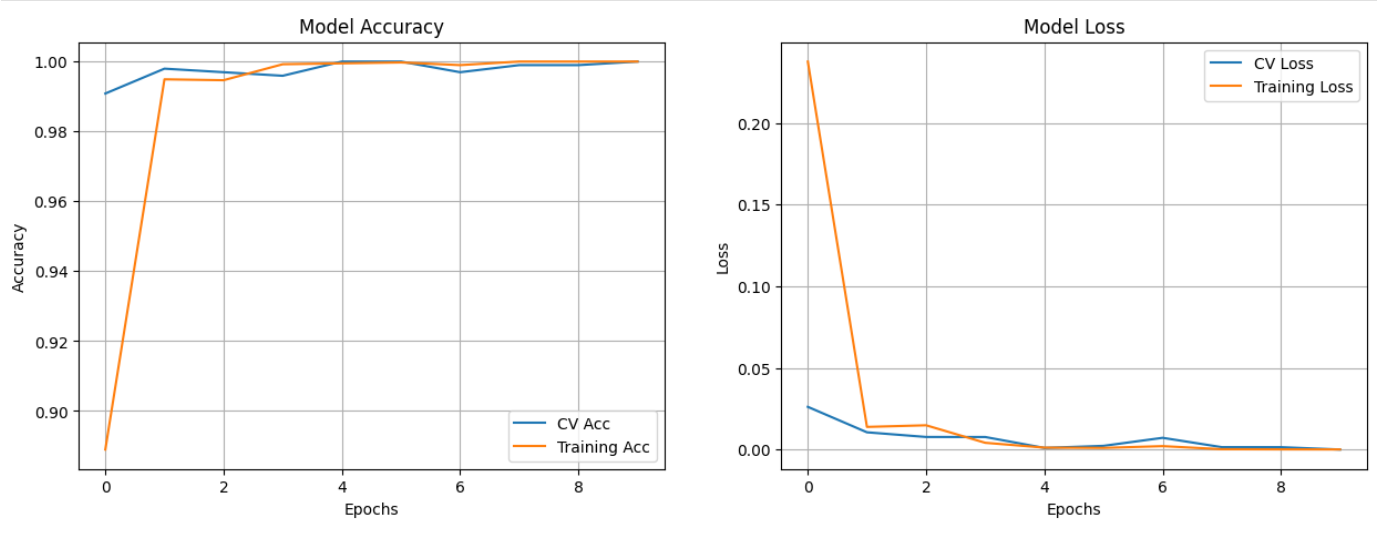 Model Accuracy
Accuracy
1.00
0.98
0.96
0.94
0.92
0.90
CV Acc
Training Acc
0
2
4
6
8
Epochs
Model Loss
Loss
0.20
0.15
0.10
0.05
0.00
CV Loss
Training Loss
0
2
4
6
8
Epochs